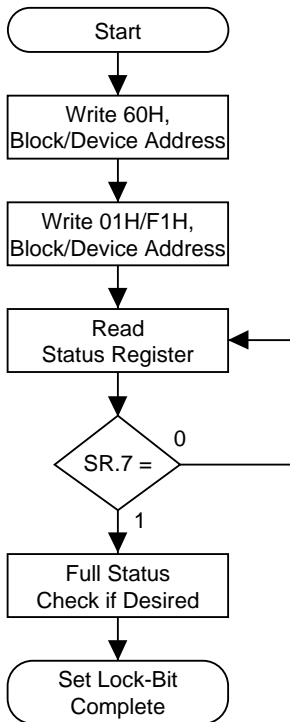 Start
Write 60H,
Block/Device Address
Write 01H/F1H,
Block/Device Address
Read
Status Register
SR.7 =
0
1
Full Status
Check if Desired
Set Lock-Bit
Complete